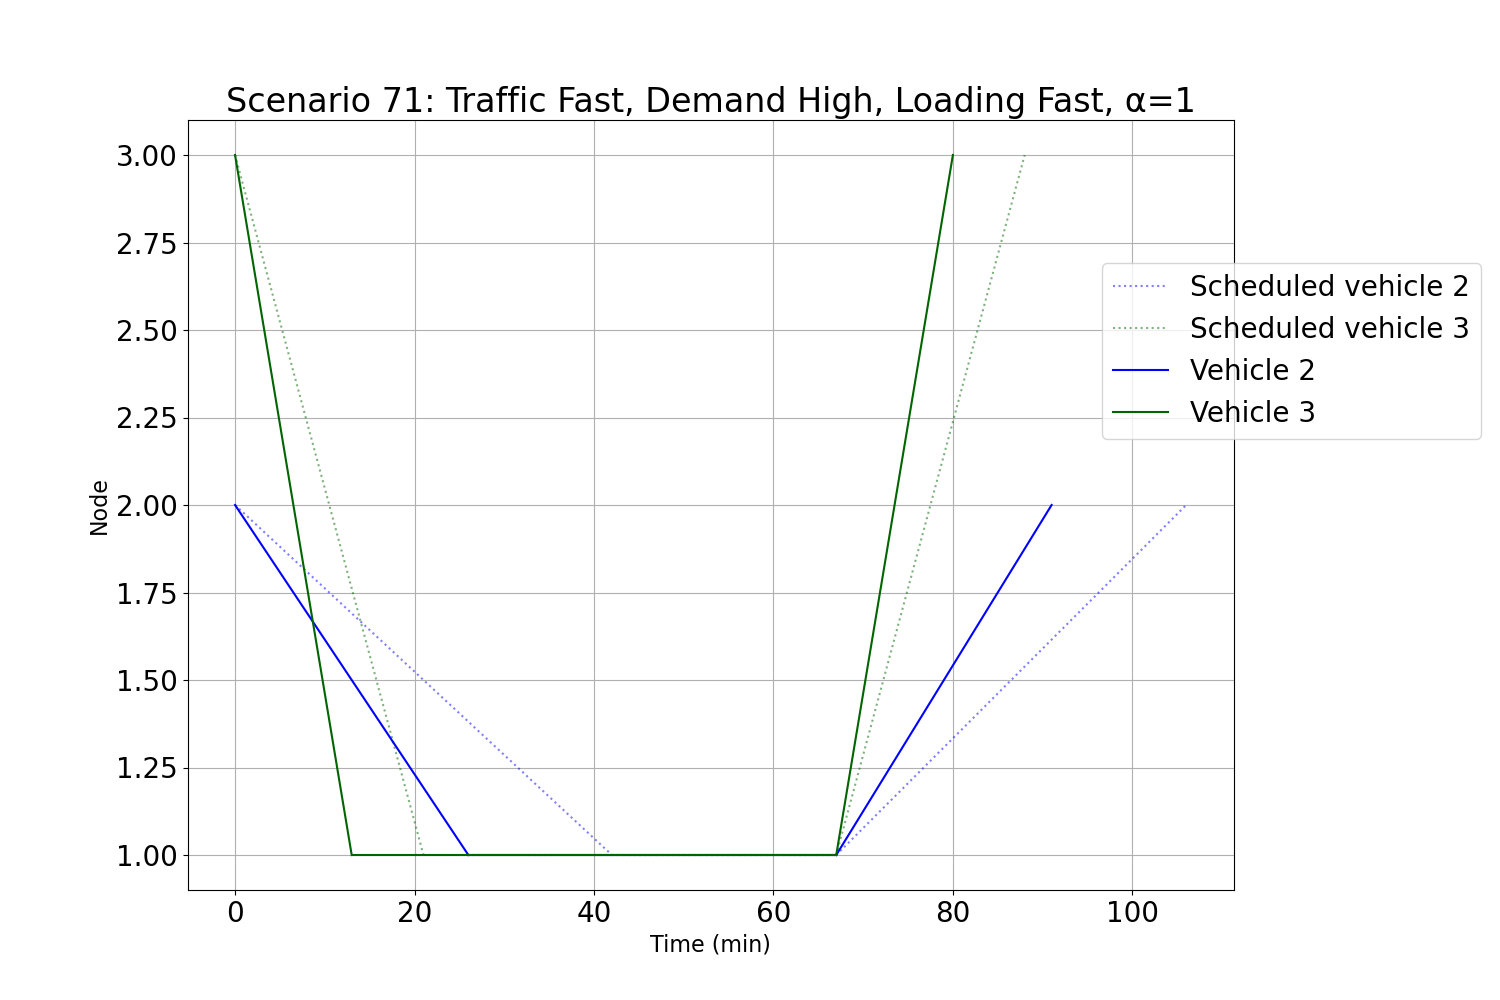 Scenario 71: Traffic Fast, Demand High, Loading Fast, α=1
3.00
2.75
2.50
2.25
2.00
1.75
1.50
1.25
1.00
Node
0 20 40 60 80 100
Time (min)
Scheduled vehicle 2
Scheduled vehicle 3
Vehicle 2
Vehicle 3